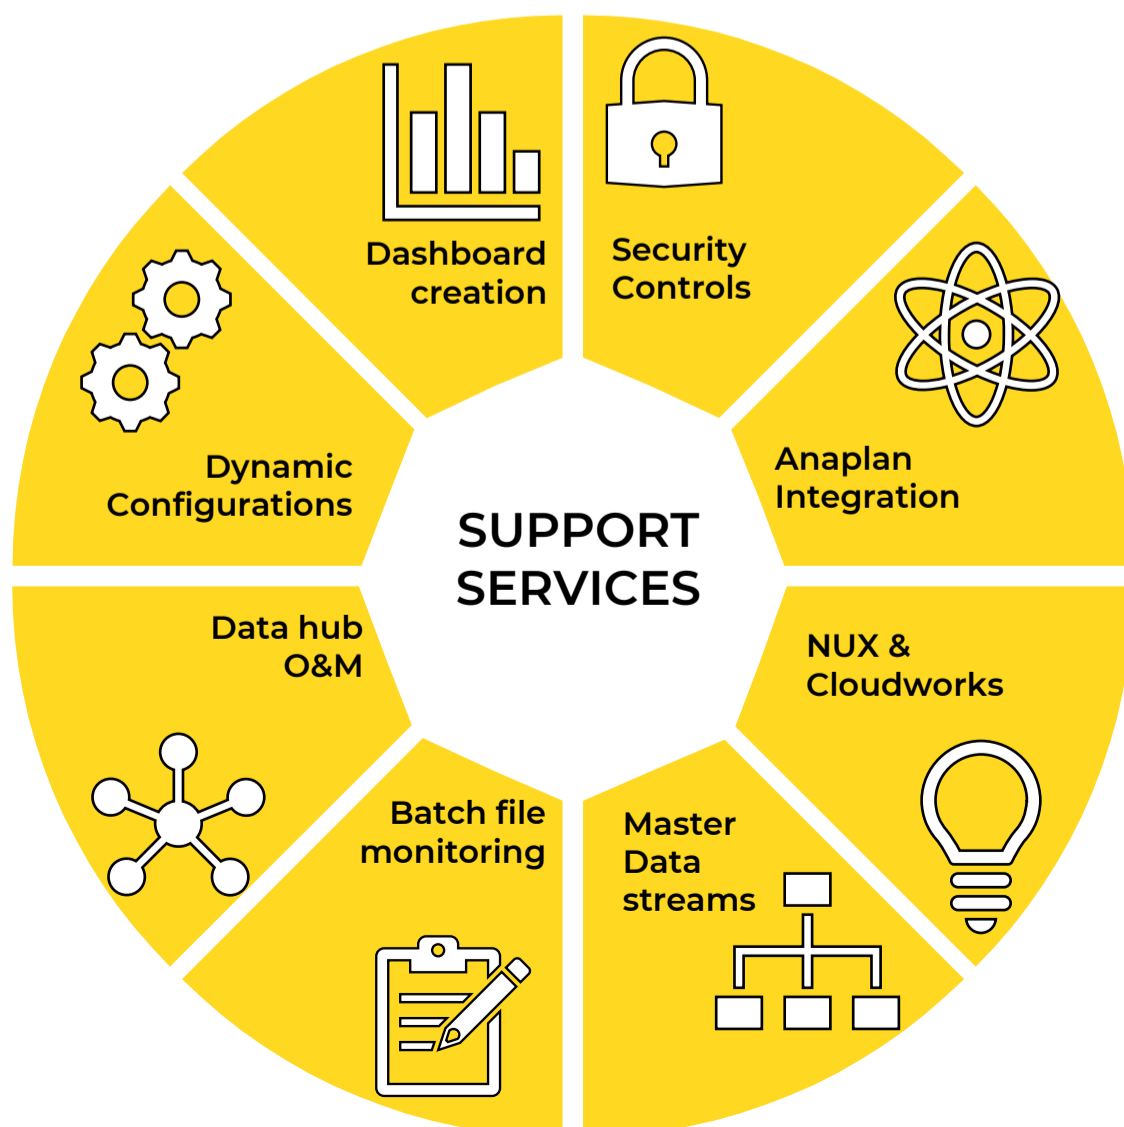 Dashboard
creation
Security
Controls
Anaplan
Integration
NUX &
Cloudworks
Master
Data
streams
Batch file
monitoring
Data hub
O&M
Dynamic
Configurations
SUPPORT
SERVICES